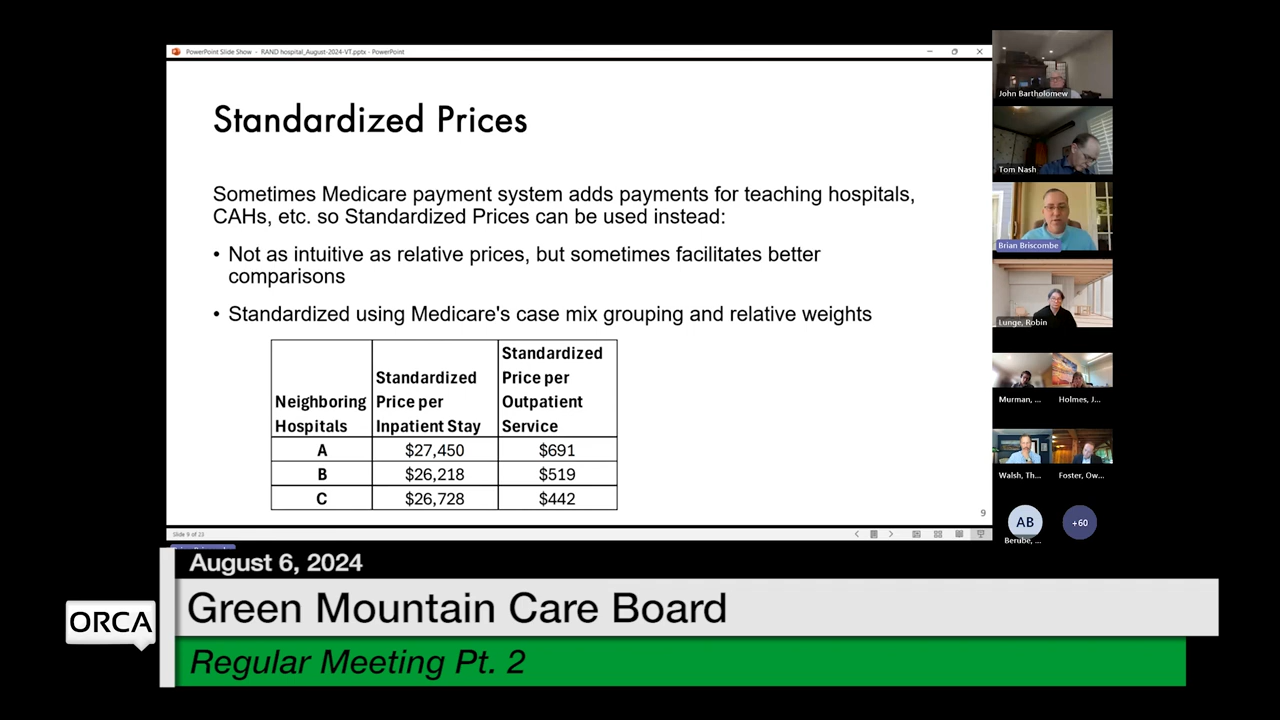 PowerPoint Slide Show - RAND hospital_August-2024-VT.pptx - PowerPoint
Standardized Prices
Sometimes Medicare payment system adds payments for teaching hospitals,
CAHs, etc. so Standardized Prices can be used instead:
• Not as intuitive as relative prices, but sometimes facilitates better
comparisons
• Standardized using Medicare's case mix grouping and relative weights
Neighboring Hospitals
Standardized Price per Inpatient Stay
Standardized Price per Outpatient Service
A $27,450 $691
B $26,218 $519
C $26,728 $442
9
Slide 9 of 23
John Bartholomew
Tom Nash
Brian Briscombe
Lunge, Robin
Murman, ... Holmes, J...
Walsh, Th... Foster, Ow...
AB +60
Berube, ...
August 6, 2024
ORCA
Green Mountain Care Board
Regular Meeting Pt. 2